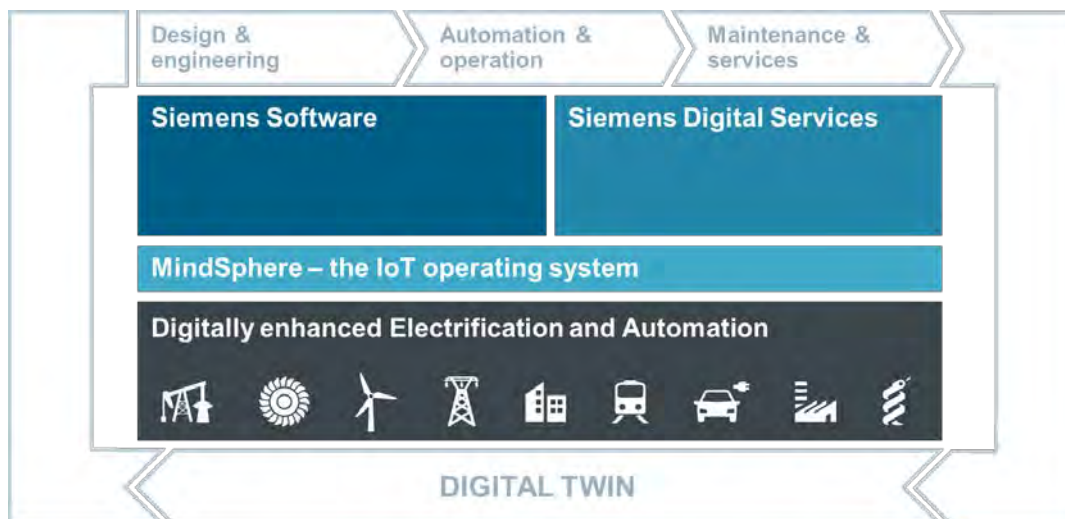 Design &
engineering
Automation &
operation
Maintenance &
services
Siemens Software
Siemens Digital Services
MindSphere – the IoT operating system
Digitally enhanced Electrification and Automation
DIGITAL TWIN